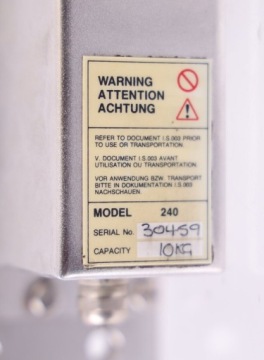 WARNING
ATTENTION
ACHTUNG
REFER TO DOCUMENT I.S.003 PRIOR
TO USE OR TRANSPORTATION.
V. DOCUMENT I.S.003 AVANT
UTILISATION OU TRANSPORTATION.
VOR ANWENDUNG BZW. TRANSPORT
BITTE IN DOKUMENTATION I.S.003
NACHSCHAUEN.
MODEL 240
SERIAL No. 30459
CAPACITY 10KG